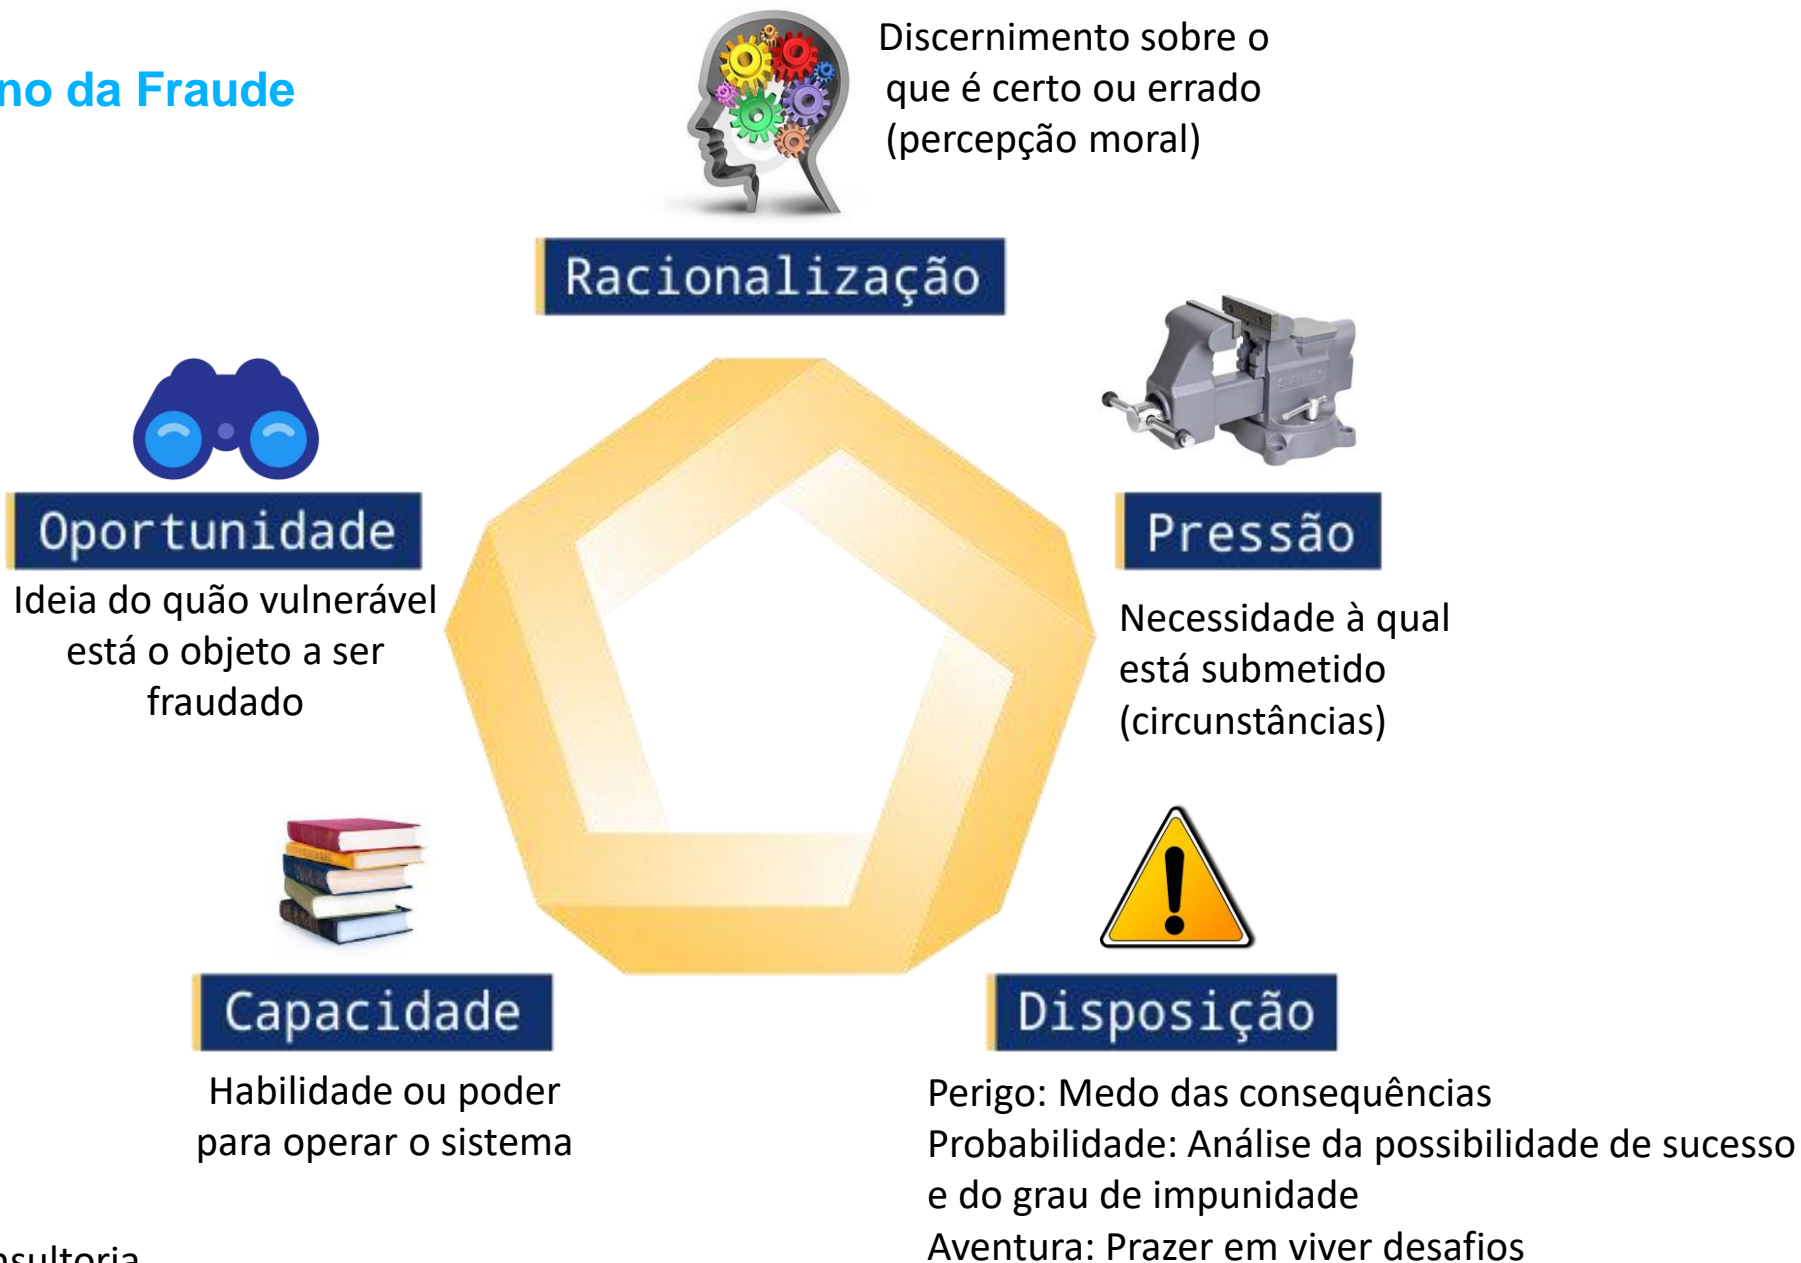 no da Fraude
Discernimento sobre o
que é certo ou errado
(percepção moral)
Racionalização
Oportunidade
Ideia do quão vulnerável
está o objeto a ser
fraudado
Pressão
Necessidade à qual
está submetido
(circunstâncias)
Capacidade
Habilidade ou poder
para operar o sistema
Disposição
Perigo: Medo das consequências
Probabilidade: Análise da possibilidade de sucesso
e do grau de impunidade
Aventura: Prazer em viver desafios
nsultoria